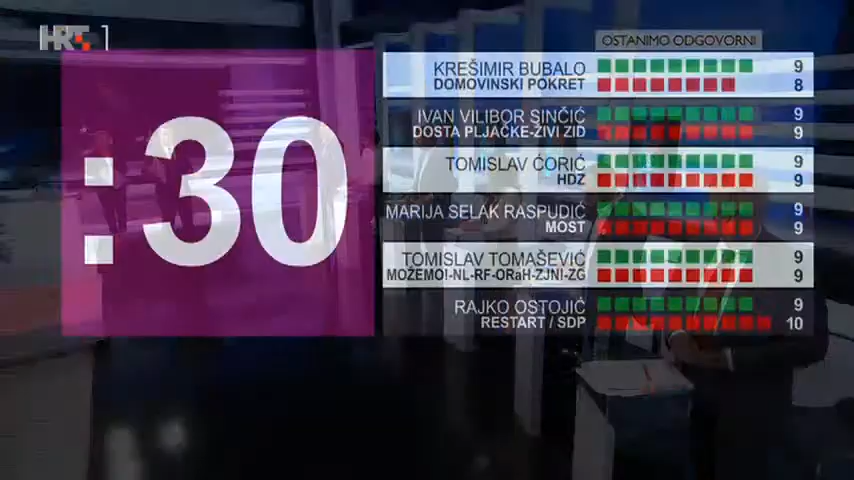 HRT 1
OSTANIMO ODGOVORNI
:30
KREŠIMIR BUBALO 9
DOMOVINSKI POKRET 8
IVAN VILIBOR SINČIĆ 9
DOSTA PLJAČKE-ŽIVI ZID 9
TOMISLAV ĆORIĆ 9
HDZ 9
MARIJA SELAK RASPUDIĆ 9
MOST 9
TOMISLAV TOMAŠEVIĆ 9
MOŽEMO!-NL-RF-ORaH-ZJNI-ZG 9
RAJKO OSTOJIĆ 9
RESTART / SDP 10